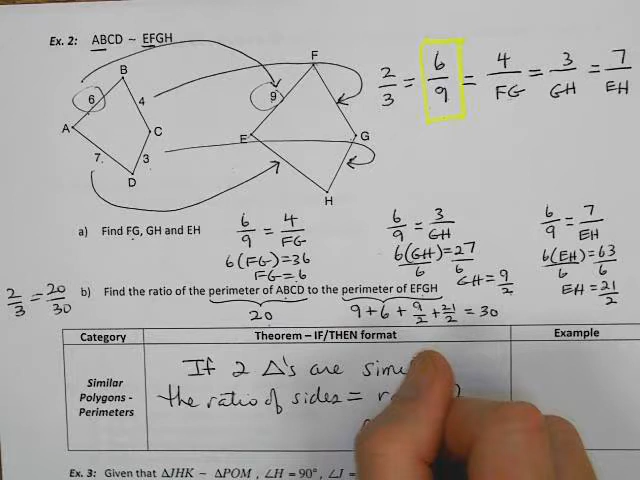 Ex. 2: ABCD ~ EFGH
2/3 = 6/9 = 4/FG = 3/GH = 7/EH
B
F
6
4
9
A
C
E
G
7
3
D
H
a) Find FG, GH and EH
6/9 = 4/FG
6(FG)=36
FG=6
6/9 = 3/GH
6(GH)/6=27/6
GH=9/2
6/9 = 7/EH
6(EH)/6=63/6
EH=21/2
2/3 = 20/30
b) Find the ratio of the perimeter of ABCD to the perimeter of EFGH
20
9+6+9/2+21/2=30
Category
Theorem – IF/THEN format
Example
Similar
Polygons -
Perimeters
If 2 Δ's are
the ratio of sides =
Ex. 3: Given that ΔJHK ~ ΔPOM, ∠H = 90°, ∠J =